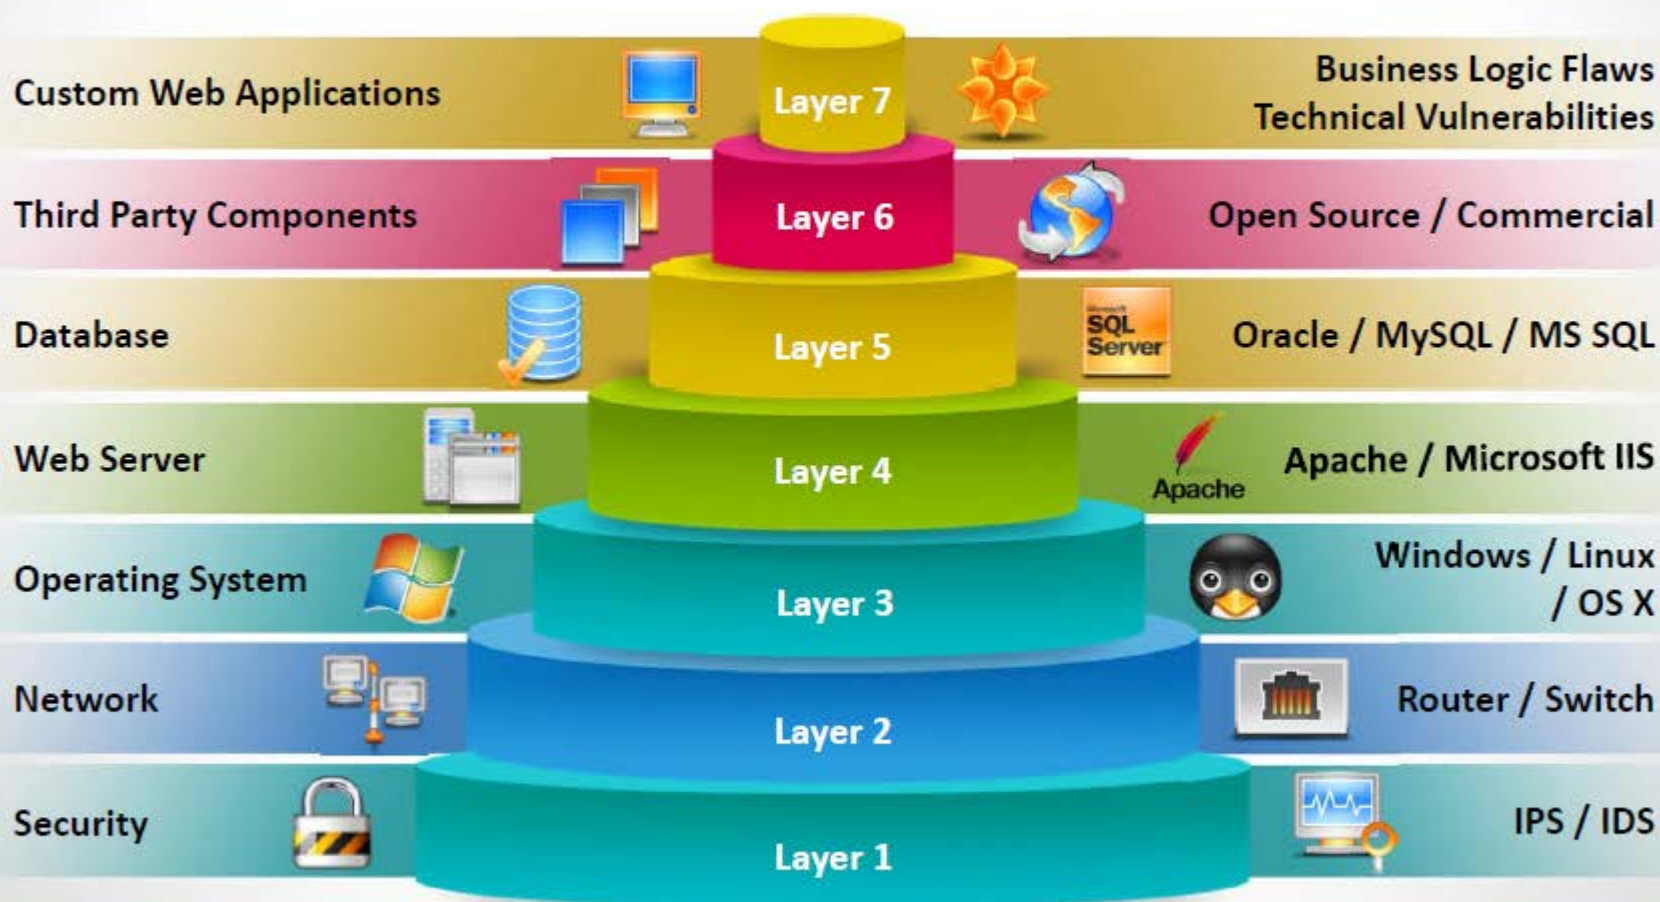 Custom Web Applications
Layer 7
Business Logic Flaws
Technical Vulnerabilities
Third Party Components
Layer 6
Open Source / Commercial
Database
Layer 5
Microsoft
SQL
Server
Oracle / MySQL / MS SQL
Web Server
Layer 4
Apache
Apache / Microsoft IIS
Operating System
Layer 3
Windows / Linux
/ OS X
Network
Layer 2
Router / Switch
Security
Layer 1
IPS / IDS